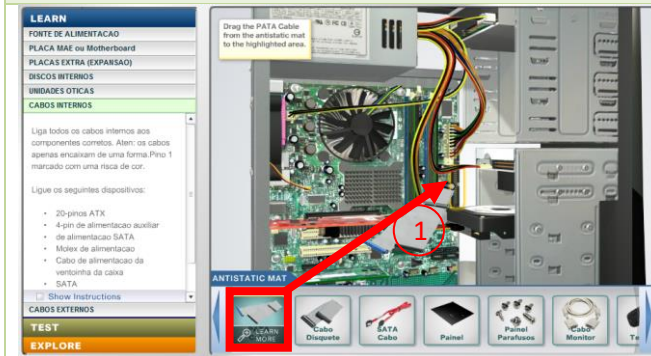 LEARN
FONTE DE ALIMENTACAO
PLACA MAE ou Motherboard
PLACAS EXTRA (EXPANSAO)
DISCOS INTERNOS
UNIDADES OTICAS
CABOS INTERNOS
Liga todos os cabos internos aos
componentes corretos. Aten: os cabos
apenas encaixam de uma forma.Pino 1
marcado com uma risca de cor.
Ligue os seguintes dispositivos:
• 20-pinos ATX
• 4-pin de alimentacao auxiliar
• de alimentacao SATA
• Molex de alimentacao
• Cabo de alimentacao da
ventoinha da caixa
• SATA
Show Instructions
CABOS EXTERNOS
TEST
EXPLORE
Drag the PATA Cable
from the antistatic mat
to the highlighted area.
1
ANTISTATIC MAT
LEARN
MORE
Cabo
Disquete
SATA
Cabo
Painel
Painel
Parafusos
Cabo
Monitor
Te